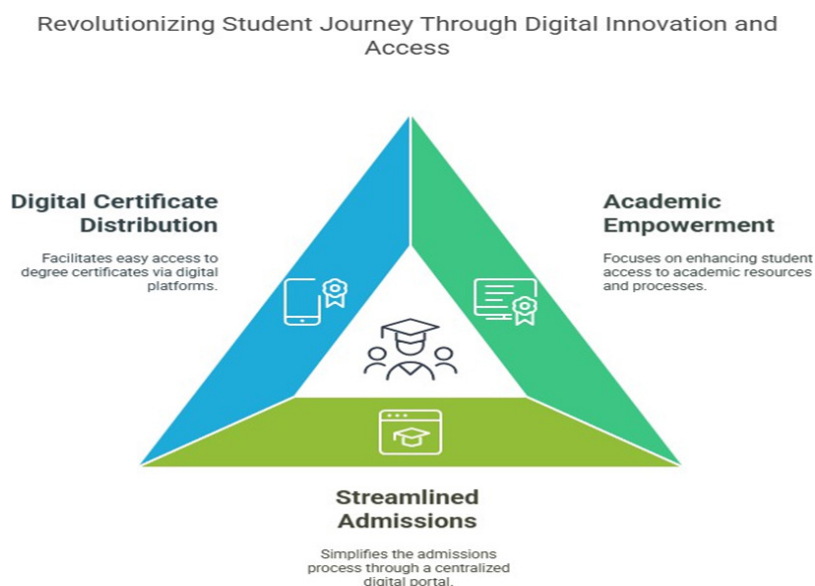 Revolutionizing Student Journey Through Digital Innovation and
Access
Digital Certificate
Distribution
Facilitates easy access to
degree certificates via digital
platforms.
Academic
Empowerment
Focuses on enhancing student
access to academic resources
and processes.
Streamlined
Admissions
Simplifies the admissions
process through a centralized
digital portal.